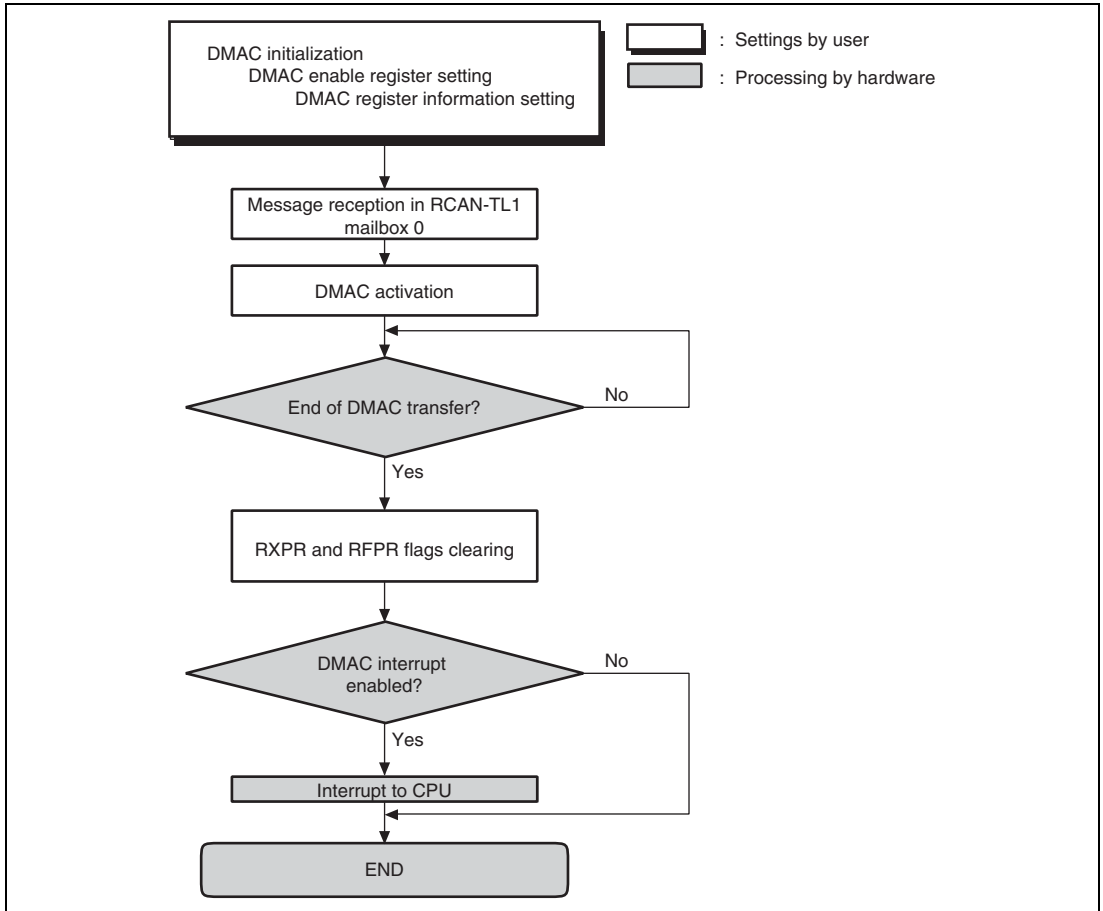 DMAC initialization
DMAC enable register setting
DMAC register information setting
: Settings by user
: Processing by hardware
Message reception in RCAN-TL1
mailbox 0
DMAC activation
End of DMAC transfer?
No
Yes
RXPR and RFPR flags clearing
DMAC interrupt
enabled?
No
Yes
Interrupt to CPU
END